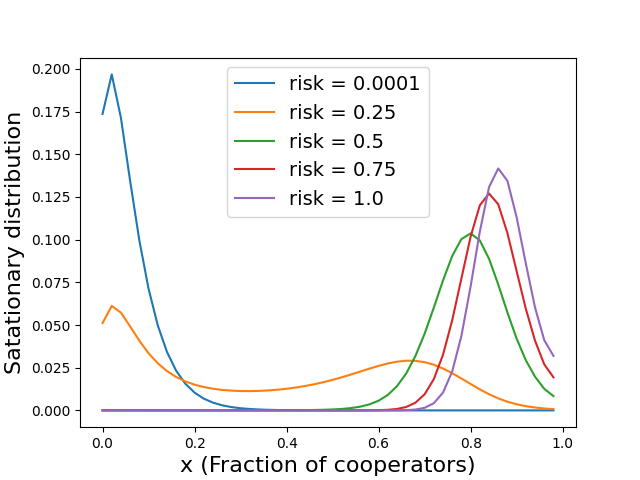 risk = 0.0001
risk = 0.25
risk = 0.5
risk = 0.75
risk = 1.0
Satationary distribution
0.200
0.175
0.150
0.125
0.100
0.075
0.050
0.025
0.000
0.0 0.2 0.4 0.6 0.8 1.0
x (Fraction of cooperators)